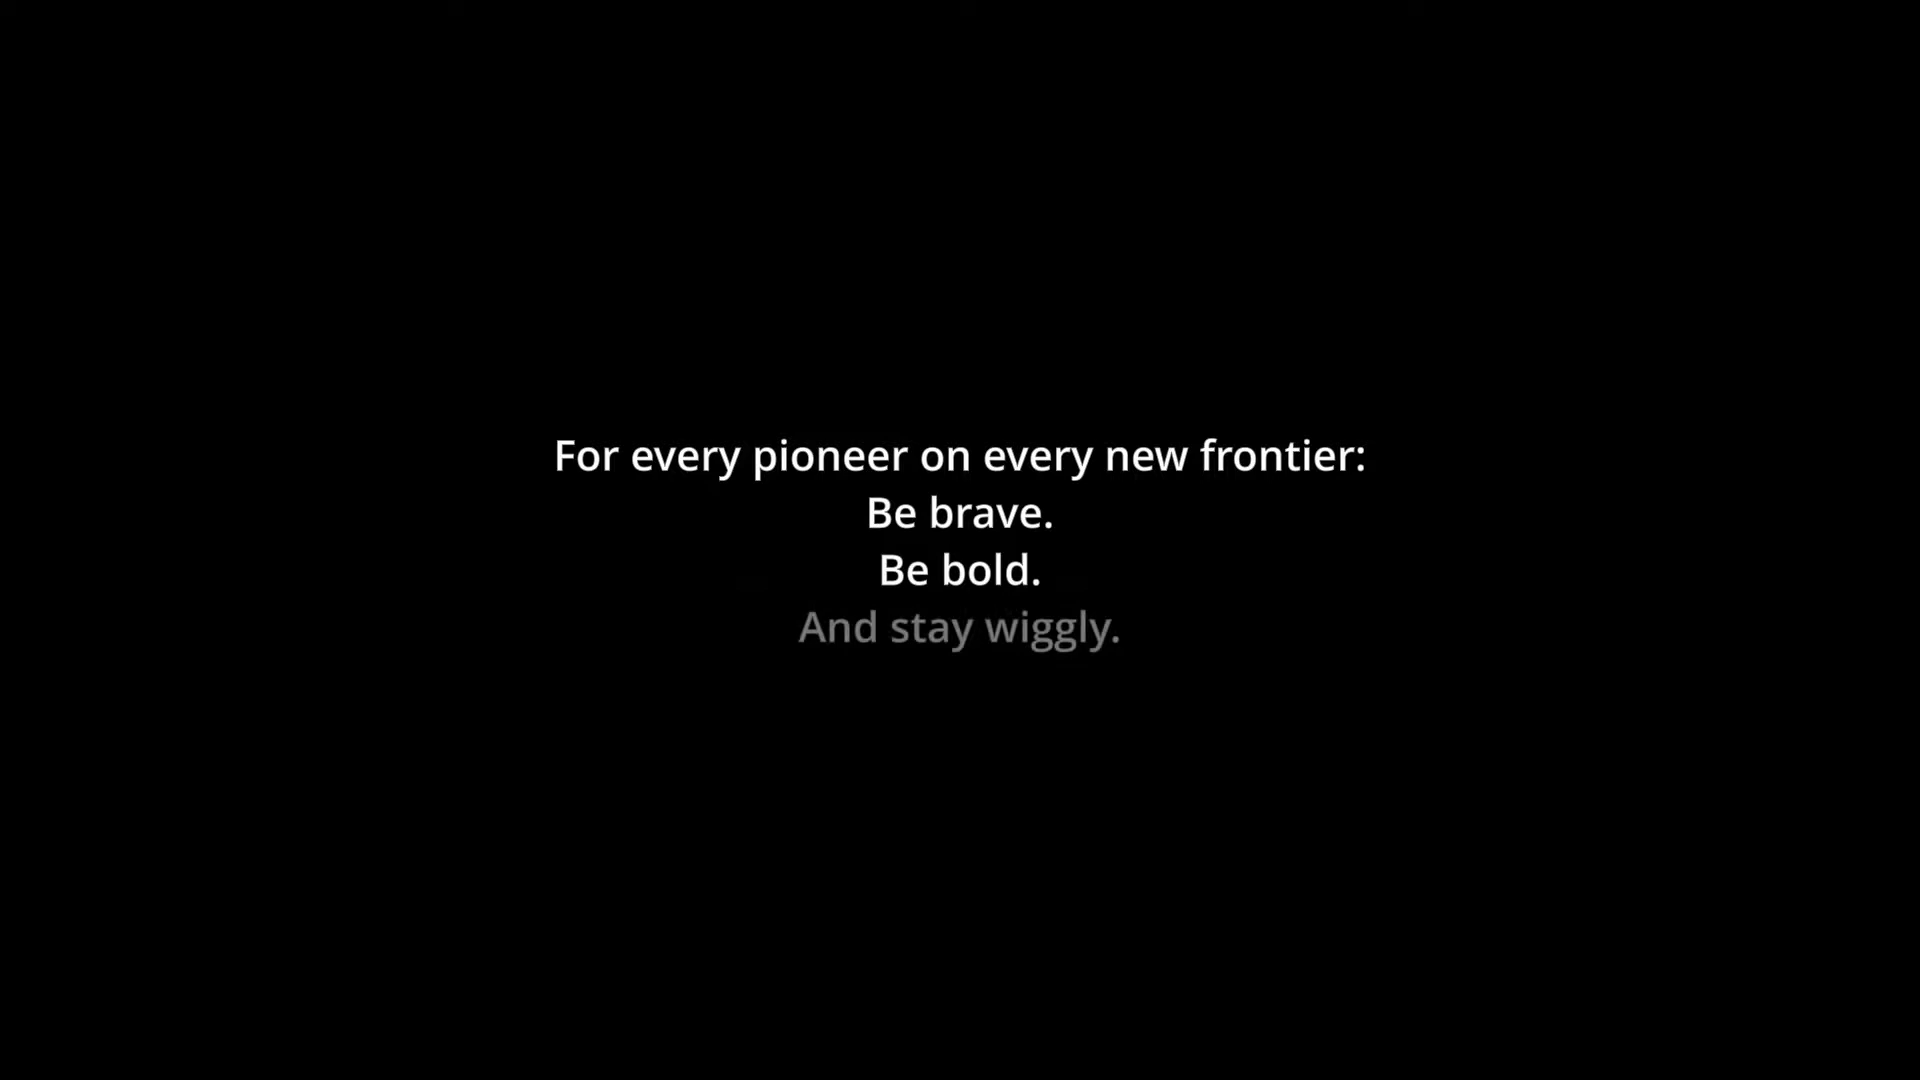 For every pioneer on every new frontier:
Be brave.
Be bold.
And stay wiggly.